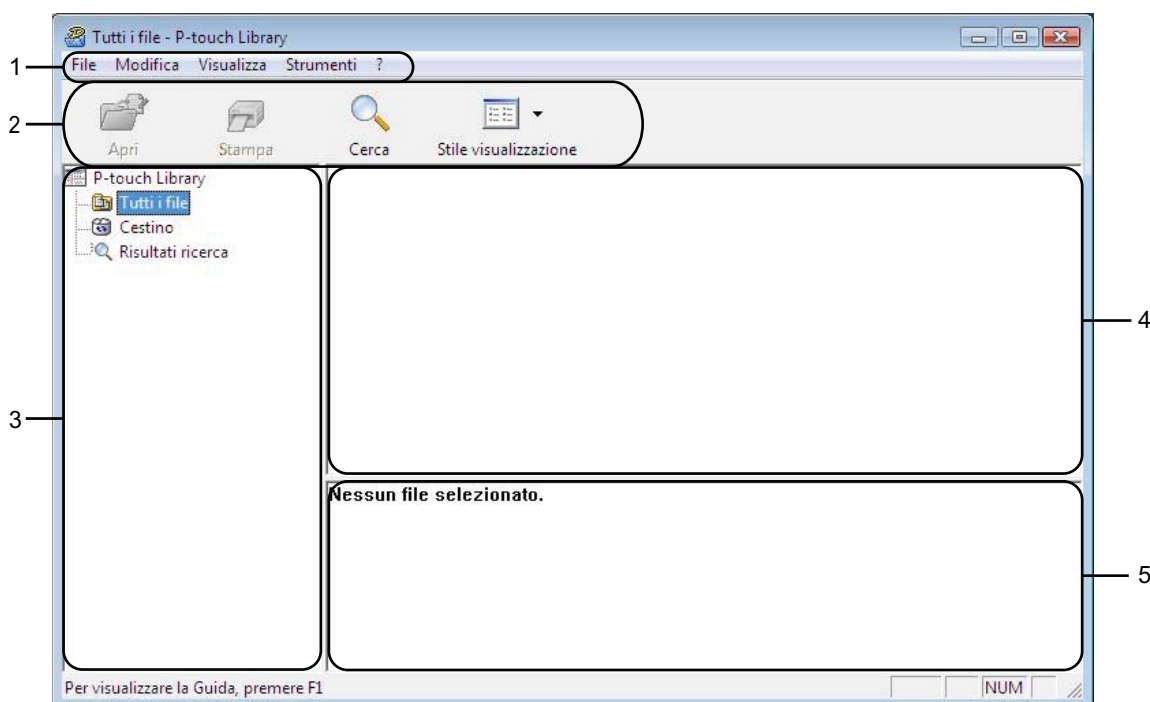 Tutti i file - P-touch Library
1
File Modifica Visualizza Strumenti ?
2
Apri Stampa Cerca Stile visualizzazione
P-touch Library
Tutti i file
Cestino
Risultati ricerca
3
4
Nessun file selezionato.
5
Per visualizzare la Guida, premere F1
NUM